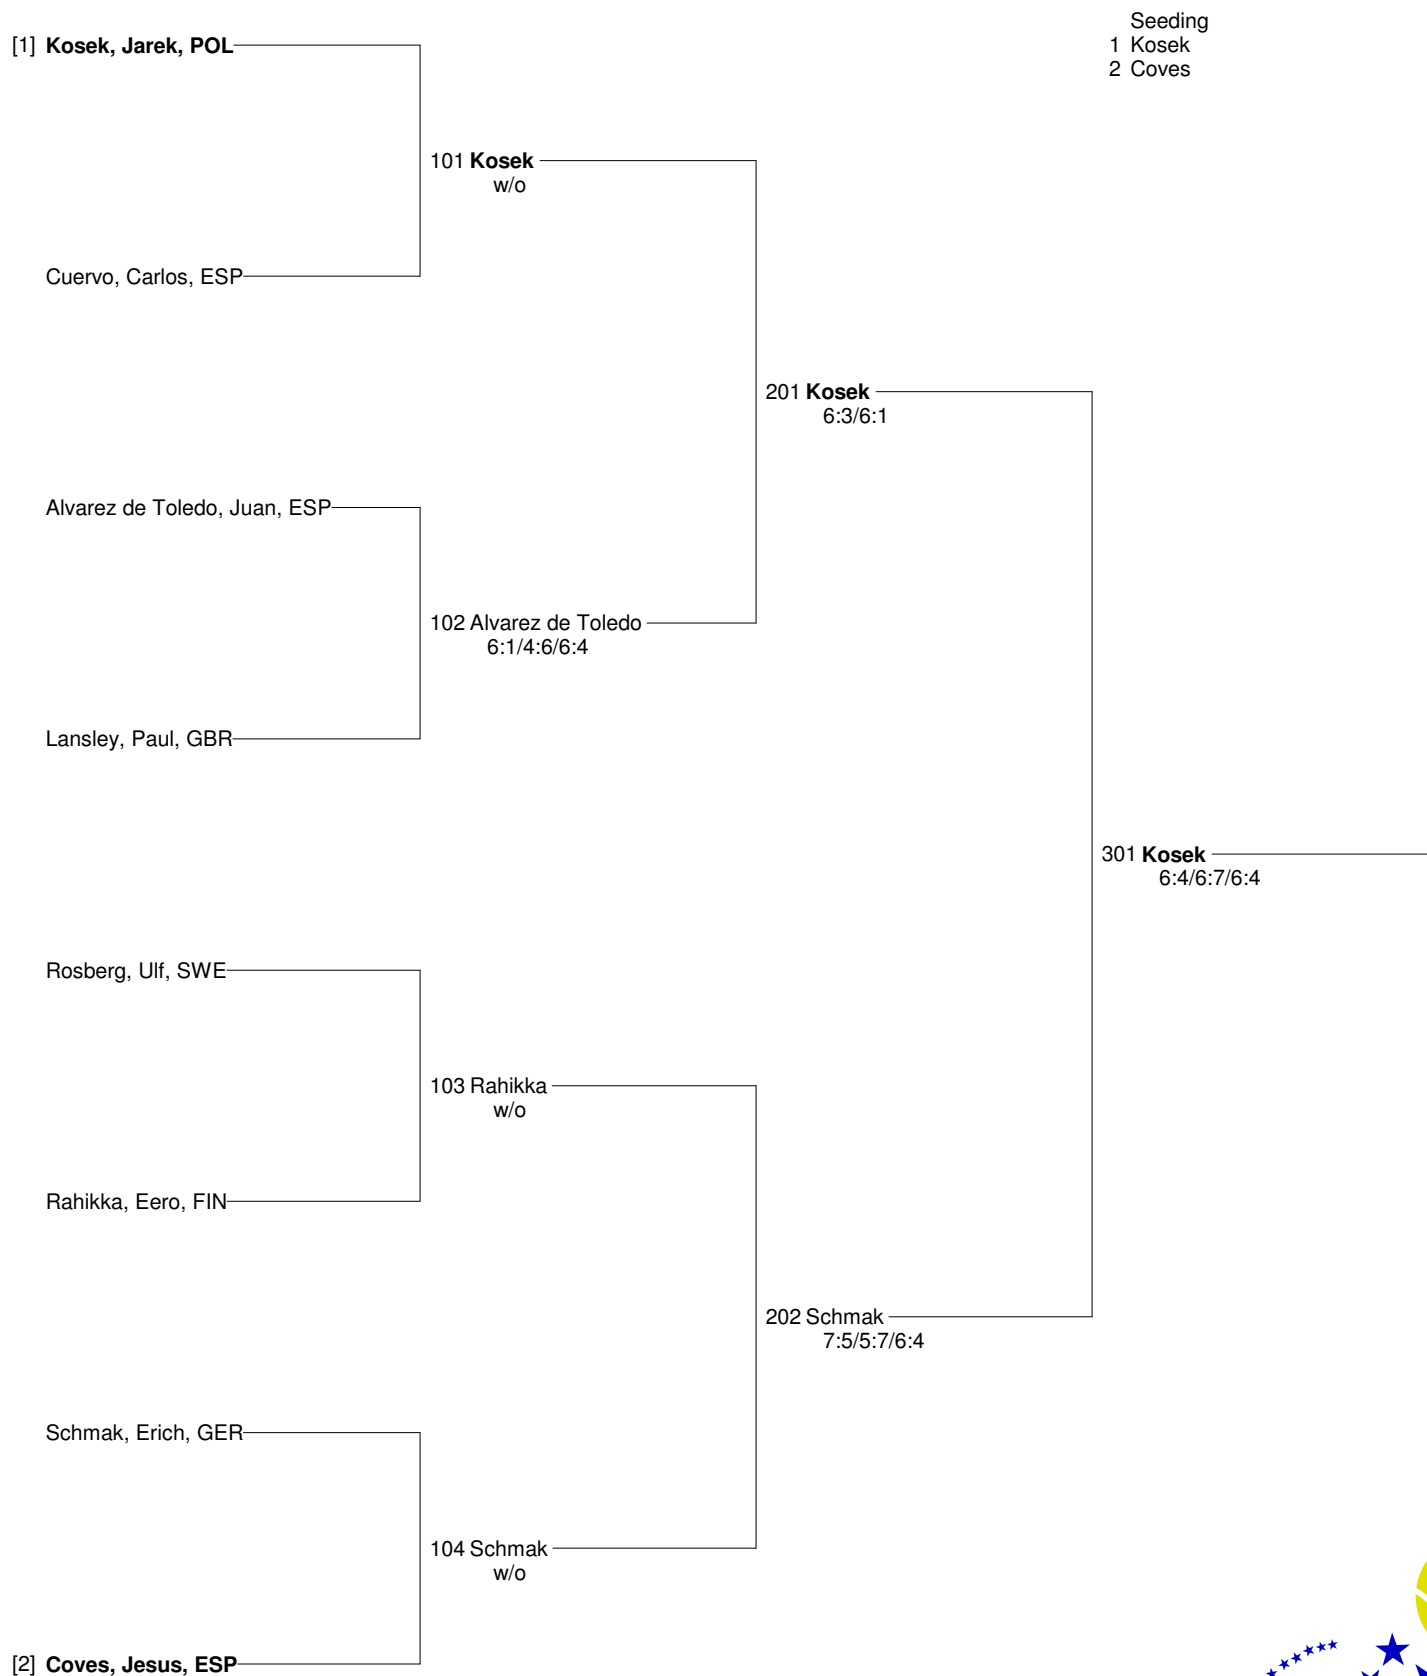 Seeding
[1] Kosek, Jarek, POL
1 Kosek
2 Coves
101 Kosek
w/o
Cuervo, Carlos, ESP
201 Kosek
6:3/6:1
Alvarez de Toledo, Juan, ESP
102 Alvarez de Toledo
6:1/4:6/6:4
Lansley, Paul, GBR
301 Kosek
6:4/6:7/6:4
Rosberg, Ulf, SWE
103 Rahikka
w/o
Rahikka, Eero, FIN
202 Schmak
7:5/5:7/6:4
Schmak, Erich, GER
104 Schmak
w/o
[2] Coves, Jesus, ESP